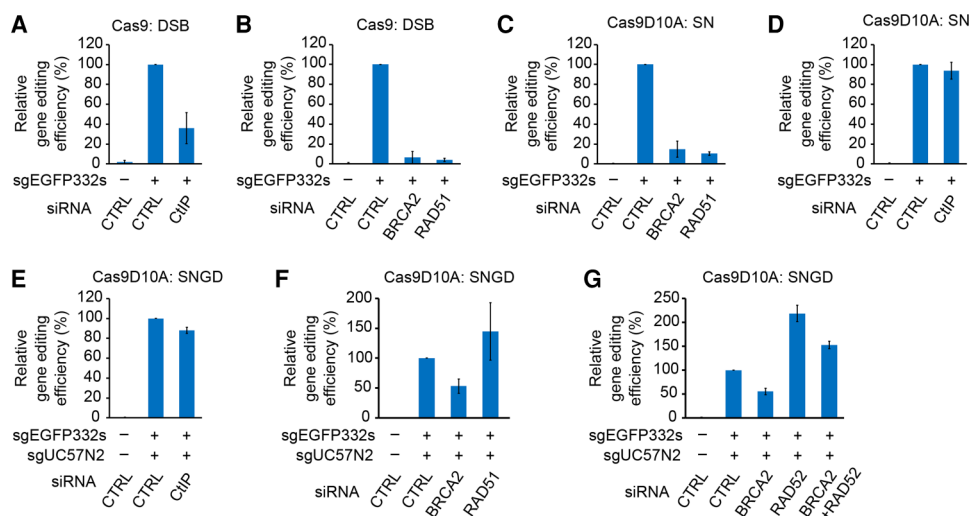 A
Cas9: DSB
Relative
gene editing
efficiency (%)
120
100
80
60
40
20
0
sgEGFP332s – + +
siRNA
CTRL
CTRL
CtIP
B
Cas9: DSB
Relative
gene editing
efficiency (%)
120
100
80
60
40
20
0
sgEGFP332s – + + +
siRNA
CTRL
CTRL
BRCA2
RAD51
C
Cas9D10A: SN
Relative
gene editing
efficiency (%)
120
100
80
60
40
20
0
sgEGFP332s – + + +
siRNA
CTRL
CTRL
BRCA2
RAD51
D
Cas9D10A: SN
Relative
gene editing
efficiency (%)
120
100
80
60
40
20
0
sgEGFP332s – + +
siRNA
CTRL
CTRL
CtIP
E
Cas9D10A: SNGD
Relative
gene editing
efficiency (%)
120
100
80
60
40
20
0
sgEGFP332s – + +
sgUC57N2 – + +
siRNA
CTRL
CTRL
CtIP
F
Cas9D10A: SNGD
Relative
gene editing
efficiency (%)
200
150
100
50
0
sgEGFP332s – + + +
sgUC57N2 – + + +
siRNA
CTRL
CTRL
BRCA2
RAD51
G
Cas9D10A: SNGD
Relative
gene editing
efficiency (%)
250
200
150
100
50
0
sgEGFP332s – + + + +
sgUC57N2 – + + + +
siRNA
CTRL
CTRL
BRCA2
RAD52
BRCA2
+RAD52